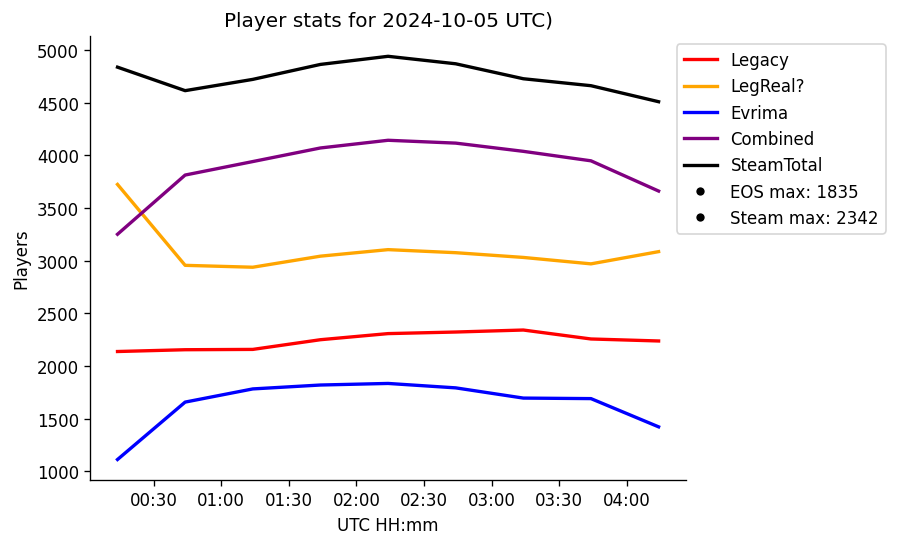 Player stats for 2024-10-05 UTC)
Players
5000
4500
4000
3500
3000
2500
2000
1500
1000
00:30 01:00 01:30 02:00 02:30 03:00 03:30 04:00
UTC HH:mm
Legacy
LegReal?
Evrima
Combined
SteamTotal
EOS max: 1835
Steam max: 2342